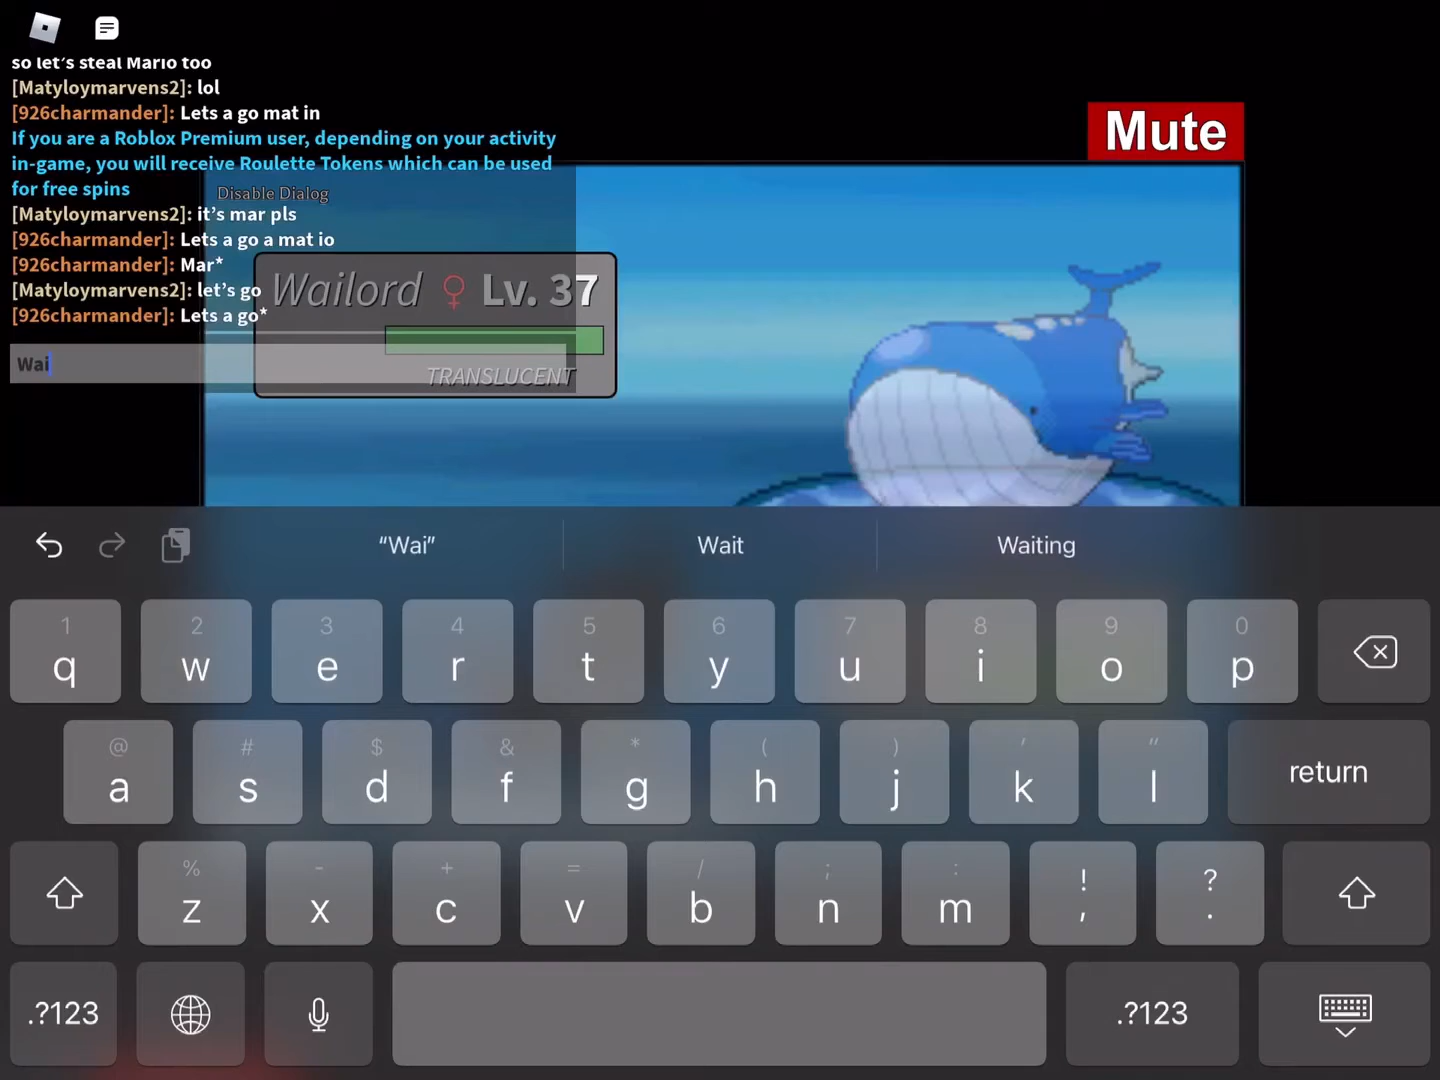 so let's steal Mario too
[Matyloymarvens2]: lol
[926charmander]: Lets a go mat in
If you are a Roblox Premium user, depending on your activity
in-game, you will receive Roulette Tokens which can be used
for free spins
Mute
Disable Dialog
[Matyloymarvens2]: it’s mar pls
[926charmander]: Lets a go a mat io
[926charmander]: Mar*
[Matyloymarvens2]: let’s go
[926charmander]: Lets a go*
Wailord ♀ Lv. 37
Wai
TRANSLUCENT
“Wai” Wait Waiting
1 2 3 4 5 6 7 8 9 0
q w e r t y u i o p
@ # $ & * ( ) ' "
a s d f g h j k l return
% - + = / ; : ! ?
z x c v b n m , .
.?123 .?123